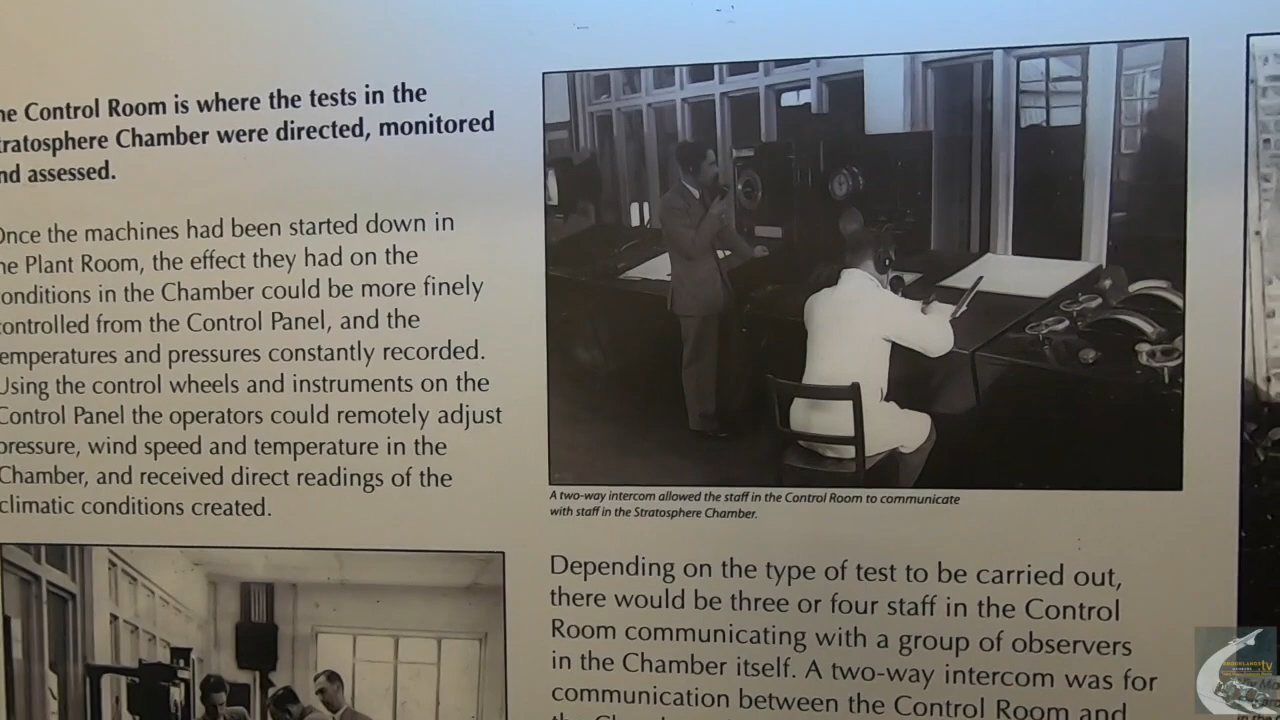 he Control Room is where the tests in the
tratosphere Chamber were directed, monitored
nd assessed.
Once the machines had been started down in
he Plant Room, the effect they had on the
onditions in the Chamber could be more finely
ontrolled from the Control Panel, and the
emperatures and pressures constantly recorded.
Using the control wheels and instruments on the
Control Panel the operators could remotely adjust
pressure, wind speed and temperature in the
Chamber, and received direct readings of the
climatic conditions created.
A two-way intercom allowed the staff in the Control Room to communicate
with staff in the Stratosphere Chamber.
Depending on the type of test to be carried out,
there would be three or four staff in the Control
Room communicating with a group of observers
in the Chamber itself. A two-way intercom was for
communication between the Control Room and
BROOKLANDS
tv